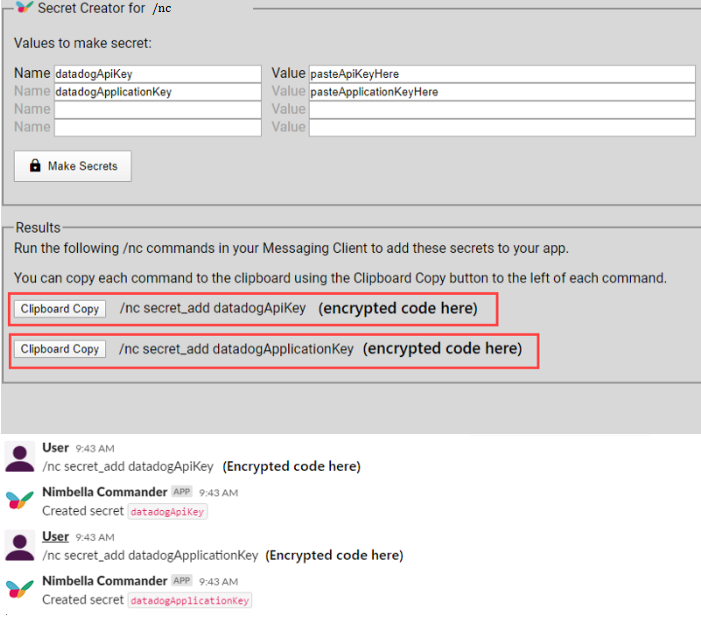 Secret Creator for /nc
Values to make secret:
Name datadogApiKey Value pasteApiKeyHere
Name datadogApplicationKey Value pasteApplicationKeyHere
Name Value
Name Value
Make Secrets
Results
Run the following /nc commands in your Messaging Client to add these secrets to your app.
You can copy each command to the clipboard using the Clipboard Copy button to the left of each command.
Clipboard Copy /nc secret_add datadogApiKey (encrypted code here)
Clipboard Copy /nc secret_add datadogApplicationKey (encrypted code here)
User 9:43 AM
/nc secret_add datadogApiKey (Encrypted code here)
Nimbella Commander APP 9:43 AM
Created secret datadogApiKey
User 9:43 AM
/nc secret_add datadogApplicationKey (Encrypted code here)
Nimbella Commander APP 9:43 AM
Created secret datadogApplicationKey